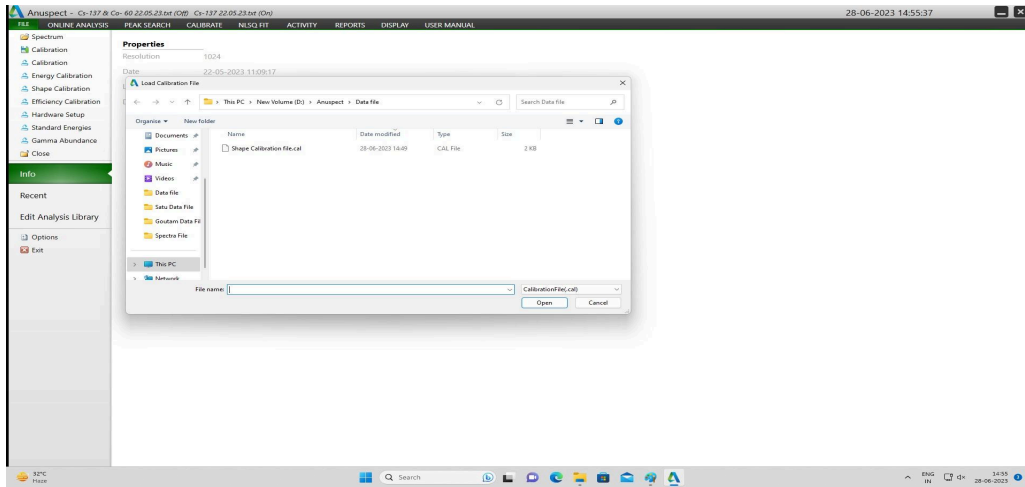 Anuspect - Cs-137 & Co- 60 22.05.23.txt (Off) Cs-137 22.05.23.txt (On) 28-06-2023 14:55:37
FILE ONLINE ANALYSIS PEAK SEARCH CALIBRATE NLSQ FIT ACTIVITY REPORTS DISPLAY USER MANUAL
Spectrum
Calibration
Calibration
Energy Calibration
Shape Calibration
Efficiency Calibration
Hardware Setup
Standard Energies
Gamma Abundance
Close
Info
Recent
Edit Analysis Library
Options
Exit
Properties
Resolution 1024
Date 22-05-2023 11:09:17
Load Calibration File
This PC > New Volume (D:) > Anuspect > Data file
Search Data file
Organise New folder
Documents
Pictures
Music
Videos
Data file
Satu Data File
Goutam Data Fil
Spectra File
This PC
Network
Name Date modified Type Size
Shape Calibration file.cal 28-06-2023 14:49 CAL File 2 KB
File name: CalibrationFile(.cal)
Open Cancel
32°C
Haze
Search
ENG
IN
14:55
28-06-2023